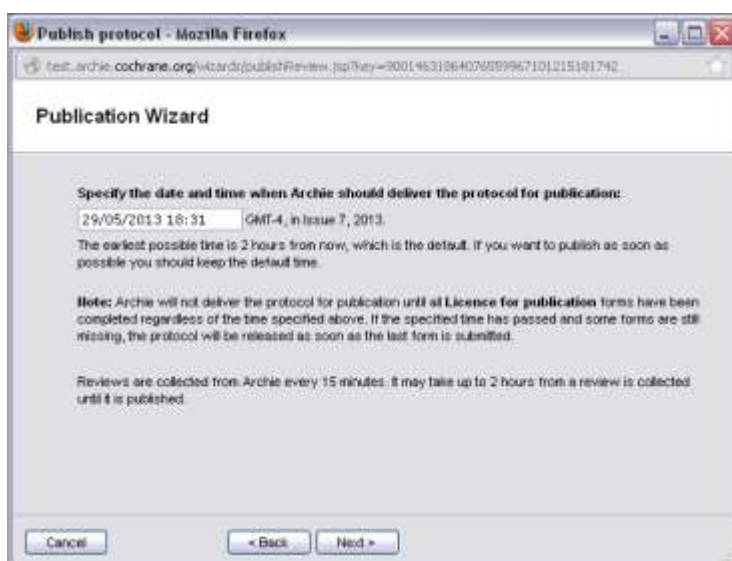 Publish protocol - Mozilla Firefox
test.archie.cochrane.org/wizards/publishReview.jsp?key=
Publication Wizard
Specify the date and time when Archie should deliver the protocol for publication:
29/05/2013 18:31 GMT-4, in Issue 7, 2013.
The earliest possible time is 2 hours from now, which is the default. If you want to publish as soon as
possible you should keep the default time.
Note: Archie will not deliver the protocol for publication until all Licence for publication forms have been
completed regardless of the time specified above. If the specified time has passed and some forms are still
missing, the protocol will be released as soon as the last form is submitted.
Reviews are collected from Archie every 15 minutes. It may take up to 2 hours from a review is collected
until it is published.
Cancel < Back Next >